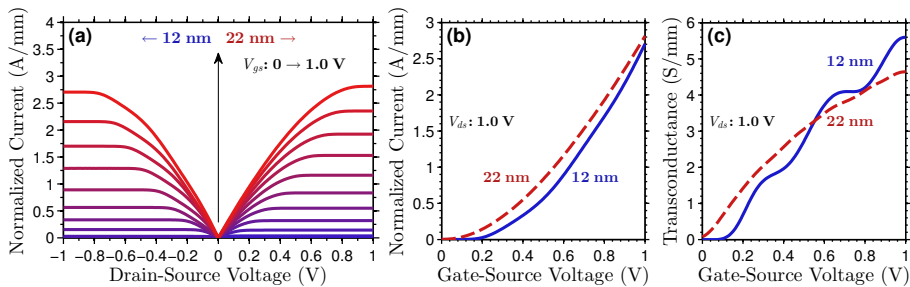 (a)
← 12 nm 22 nm →
Vgs: 0 → 1.0 V
Normalized Current (A/mm)
4
3.5
3
2.5
2
1.5
1
0.5
0
−1 −0.8 −0.6 −0.4 −0.2 0 0.2 0.4 0.6 0.8 1
Drain-Source Voltage (V)
(b)
Vds: 1.0 V
22 nm
12 nm
Normalized Current (A/mm)
3
2.5
2
1.5
1
0.5
0
0 0.2 0.4 0.6 0.8 1
Gate-Source Voltage (V)
(c)
12 nm
Vds: 1.0 V
22 nm
Transconductance (S/mm)
6
5
4
3
2
1
0
0 0.2 0.4 0.6 0.8 1
Gate-Source Voltage (V)